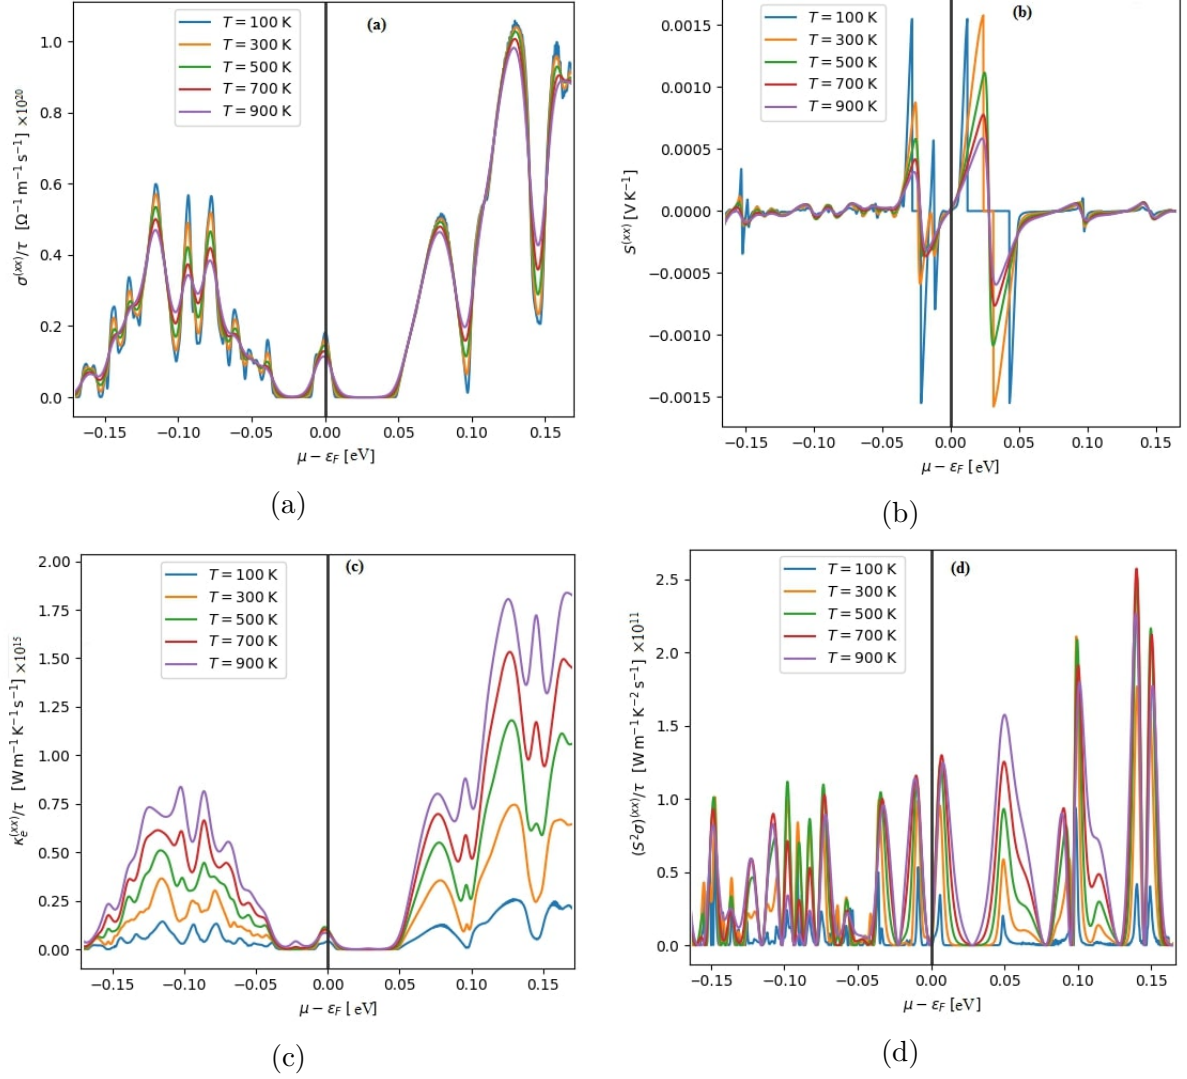 (a)
T = 100 K
T = 300 K
T = 500 K
T = 700 K
T = 900 K
σ⁽ˣˣ⁾/τ [Ω⁻¹ m⁻¹ s⁻¹] ×10²⁰
1.0
0.8
0.6
0.4
0.2
0.0
−0.15 −0.10 −0.05 0.00 0.05 0.10 0.15
μ − ε_F [eV]
(a)
(b)
T = 100 K
T = 300 K
T = 500 K
T = 700 K
T = 900 K
S⁽ˣˣ⁾ [V K⁻¹]
0.0015
0.0010
0.0005
0.0000
−0.0005
−0.0010
−0.0015
−0.15 −0.10 −0.05 0.00 0.05 0.10 0.15
μ − ε_F [eV]
(b)
(c)
T = 100 K
T = 300 K
T = 500 K
T = 700 K
T = 900 K
κₑ⁽ˣˣ⁾/τ [W m⁻¹ K⁻¹ s⁻¹] ×10¹⁵
2.00
1.75
1.50
1.25
1.00
0.75
0.50
0.25
0.00
−0.15 −0.10 −0.05 0.00 0.05 0.10 0.15
μ − ε_F [ eV]
(c)
(d)
T = 100 K
T = 300 K
T = 500 K
T = 700 K
T = 900 K
(S²σ)⁽ˣˣ⁾/τ [W m⁻¹ K⁻² s⁻¹] ×10¹¹
2.5
2.0
1.5
1.0
0.5
0.0
−0.15 −0.10 −0.05 0.00 0.05 0.10 0.15
μ − ε_F [eV]
(d)